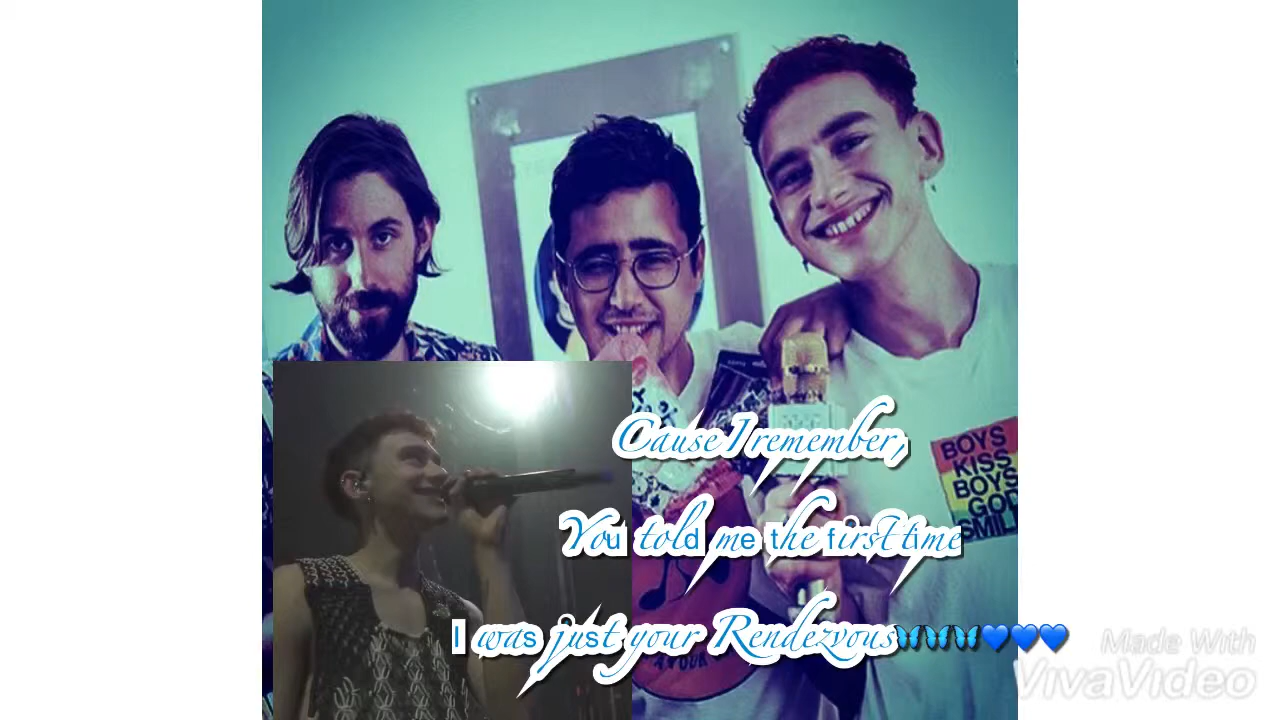 BOYS
KISS
BOYS
GOD
SMIL
Cause I remember,
You told me the first time
I was just your Rendezvous🦋🦋🦋💙💙💙
Made With
VivaVideo